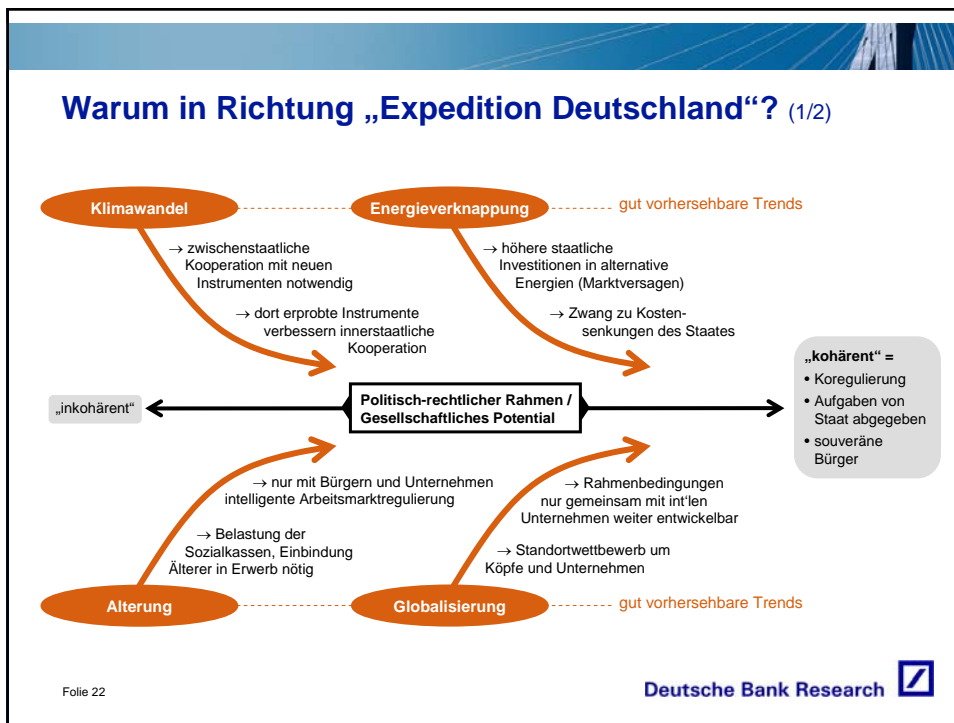 Warum in Richtung „Expedition Deutschland“? (1/2)
Klimawandel
Energieverknappung
gut vorhersehbare Trends
→ zwischenstaatliche
Kooperation mit neuen
Instrumenten notwendig
→ dort erprobte Instrumente
verbessern innerstaatliche
Kooperation
→ höhere staatliche
Investitionen in alternative
Energien (Marktversagen)
→ Zwang zu Kosten-
senkungen des Staates
„inkohärent“
Politisch-rechtlicher Rahmen /
Gesellschaftliches Potential
„kohärent“ =
• Koregulierung
• Aufgaben von
Staat abgegeben
• souveräne
Bürger
→ nur mit Bürgern und Unternehmen
intelligente Arbeitsmarktregulierung
→ Belastung der
Sozialkassen, Einbindung
Älterer in Erwerb nötig
→ Rahmenbedingungen
nur gemeinsam mit int'len
Unternehmen weiter entwickelbar
→ Standortwettbewerb um
Köpfe und Unternehmen
Alterung
Globalisierung
gut vorhersehbare Trends
Folie 22
Deutsche Bank Research